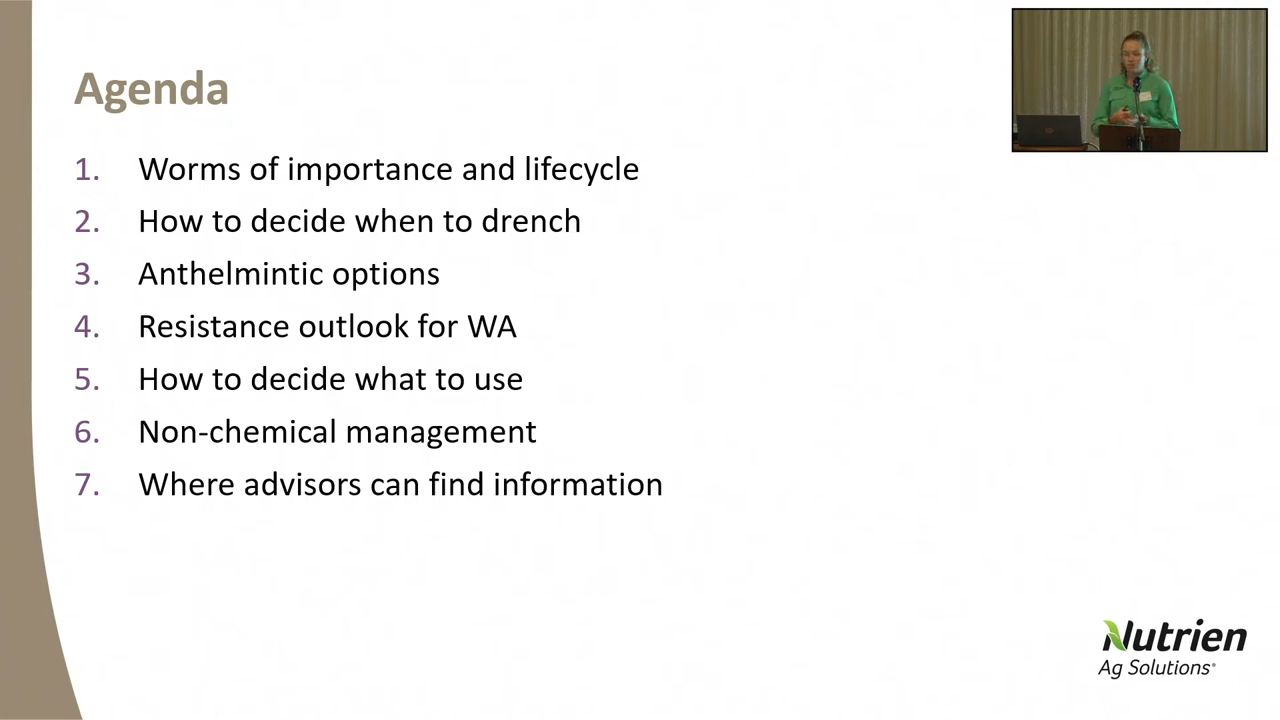 Agenda
1. Worms of importance and lifecycle
2. How to decide when to drench
3. Anthelmintic options
4. Resistance outlook for WA
5. How to decide what to use
6. Non-chemical management
7. Where advisors can find information
Nutrien
Ag Solutions®